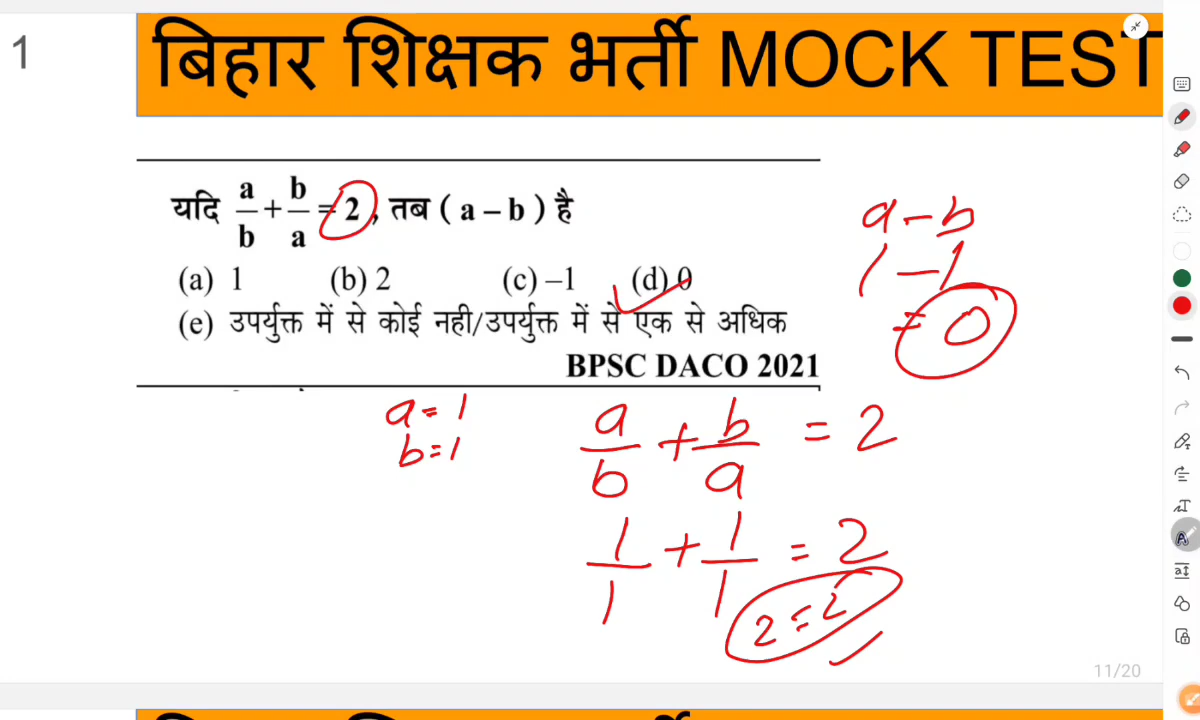 1
बिहार शिक्षक भर्ती MOCK TEST
यदि a/b + b/a = 2, तब ( a – b ) है
(a) 1 (b) 2 (c) –1 (d) 0
(e) उपर्युक्त में से कोई नही/उपर्युक्त में से एक से अधिक
BPSC DACO 2021
a – b
1 – 1
= 0
a = 1
b = 1
a/b + b/a = 2
1/1 + 1/1 = 2
2 = 2
11/20